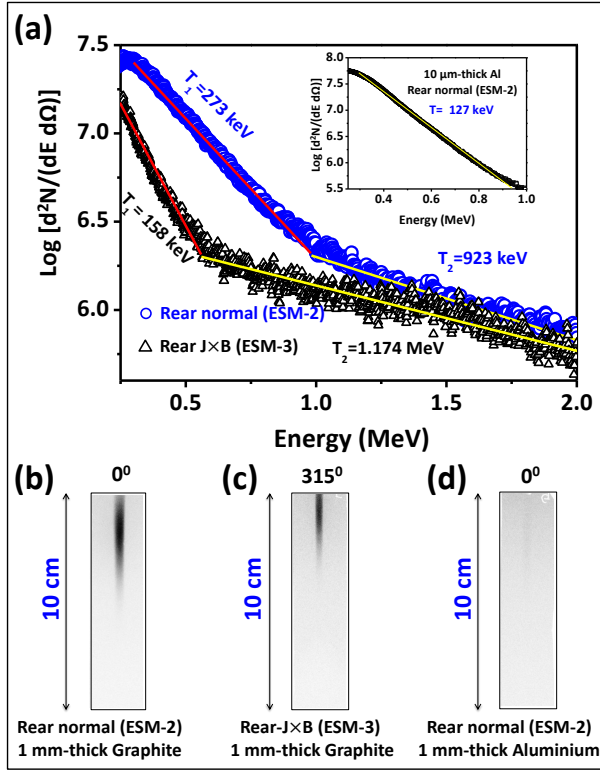 (a)
7.5
7.0
6.5
6.0
Log [d²N/(dE dΩ)]
T₁=273 keV
T₁=158 keV
T₂=923 keV
T₂=1.174 MeV
Rear normal (ESM-2)
Rear J×B (ESM-3)
0.5
1.0
1.5
2.0
Energy (MeV)
8.0
7.5
7.0
6.5
6.0
5.5
Log [d²N/(dE dΩ)]
10 µm-thick Al
Rear normal (ESM-2)
T= 127 keV
0.4
0.6
0.8
1.0
Energy (MeV)
(b)
0⁰
10 cm
Rear normal (ESM-2)
1 mm-thick Graphite
(c)
315⁰
10 cm
Rear-J×B (ESM-3)
1 mm-thick Graphite
(d)
0⁰
10 cm
Rear normal (ESM-2)
1 mm-thick Aluminium